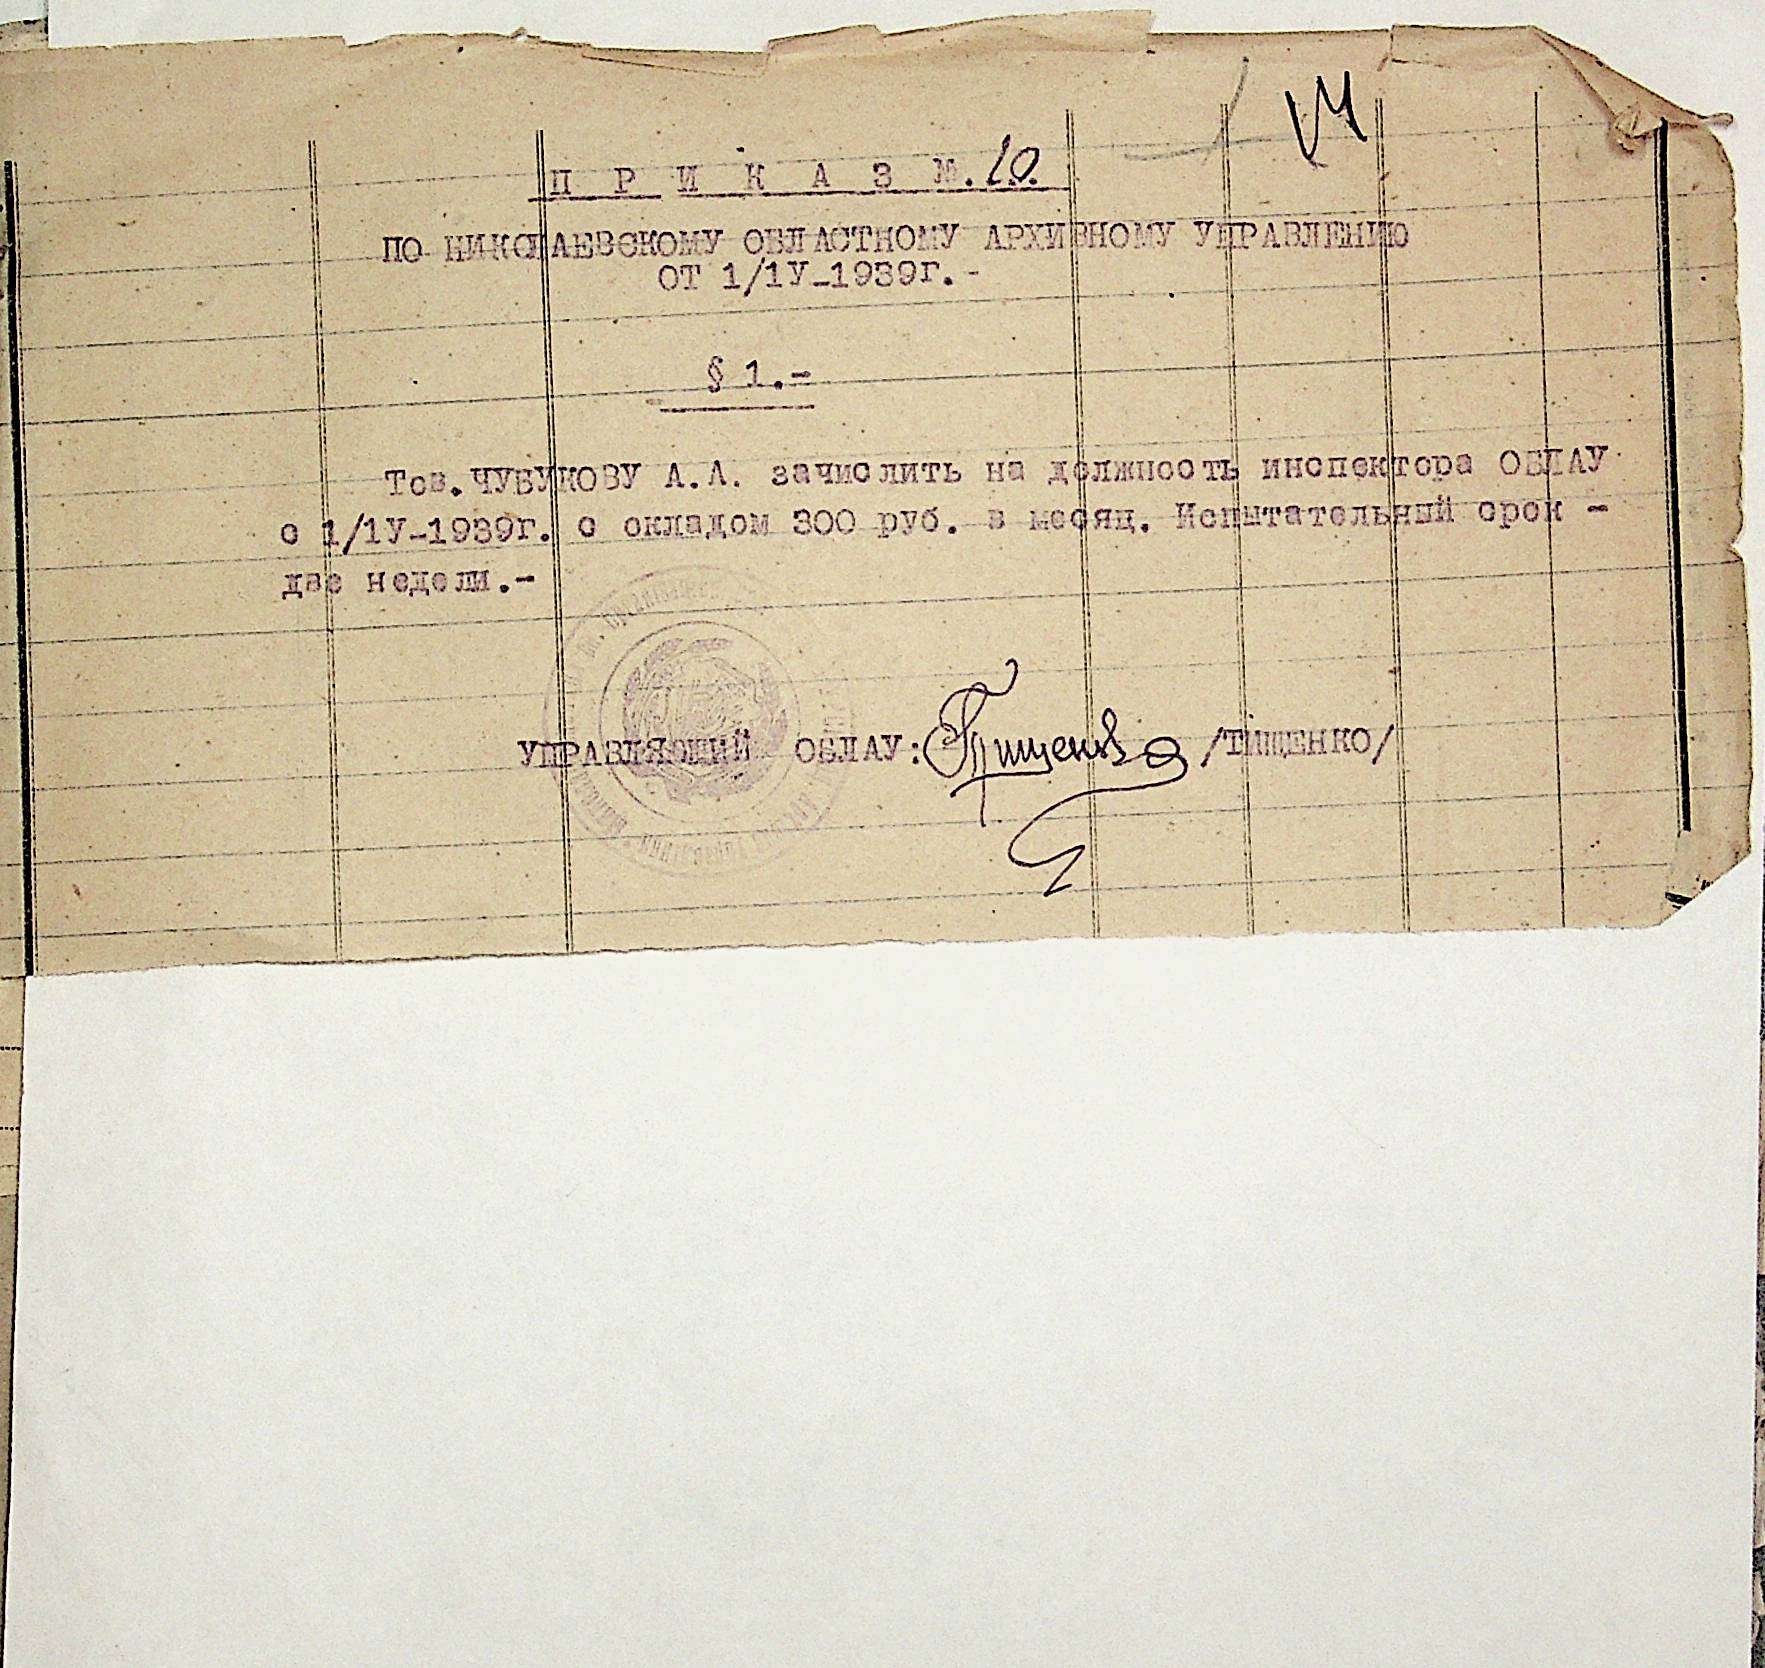 14
П Р И К А З №.10.
ПО НИКОЛАЕВСКОМУ ОБЛАСТНОМУ АРХИВНОМУ УПРАВЛЕНИЮ
ОТ 1/1У-1939Г.-
§ 1.-
Тов. ЧУБУКОВУ А.А. зачислить на должность инспектора ОБЛАУ
с 1/1У-1939г. с окладом 300 руб. в месяц. Испытательный срок -
две недели.-
УПРАВЛЯЮЩИЙ ОБЛАУ: Тищенко /ТИЩЕНКО/